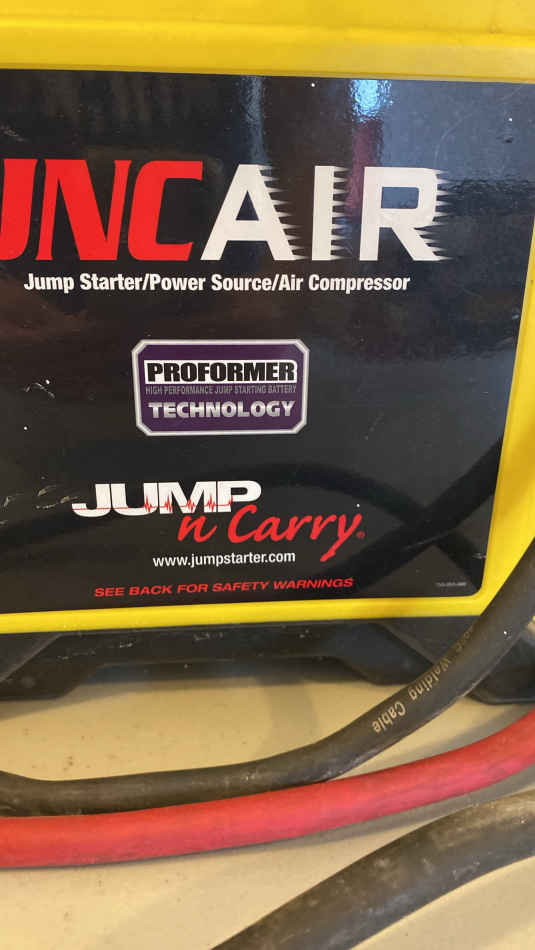 JNCAIR
Jump Starter/Power Source/Air Compressor
PROFORMER
HIGH PERFORMANCE JUMP STARTING BATTERY
TECHNOLOGY
JUMP
n Carry®
www.jumpstarter.com
SEE BACK FOR SAFETY WARNINGS
Welding Cable